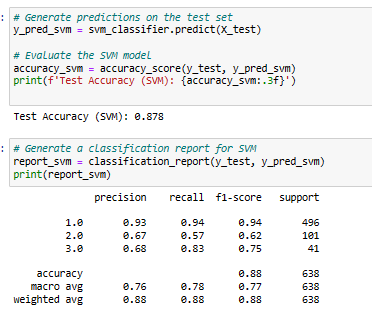 : # Generate predictions on the test set
y_pred_svm = svm_classifier.predict(X_test)
# Evaluate the SVM model
accuracy_svm = accuracy_score(y_test, y_pred_svm)
print(f'Test Accuracy (SVM): {accuracy_svm:.3f}')
Test Accuracy (SVM): 0.878
: # Generate a classification report for SVM
report_svm = classification_report(y_test, y_pred_svm)
print(report_svm)
precision recall f1-score support
1.0 0.93 0.94 0.94 496
2.0 0.67 0.57 0.62 101
3.0 0.68 0.83 0.75 41
accuracy 0.88 638
macro avg 0.76 0.78 0.77 638
weighted avg 0.88 0.88 0.88 638